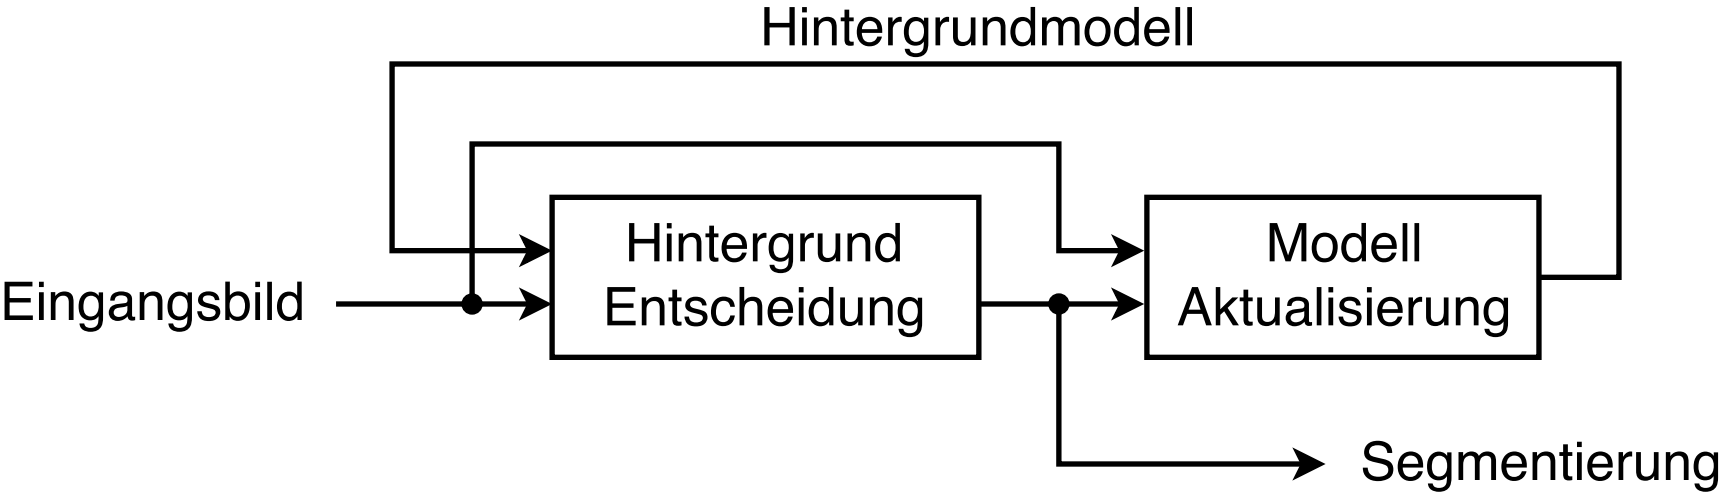 Hintergrundmodell
Hintergrund
Entscheidung
Modell
Aktualisierung
Eingangsbild
Segmentierung